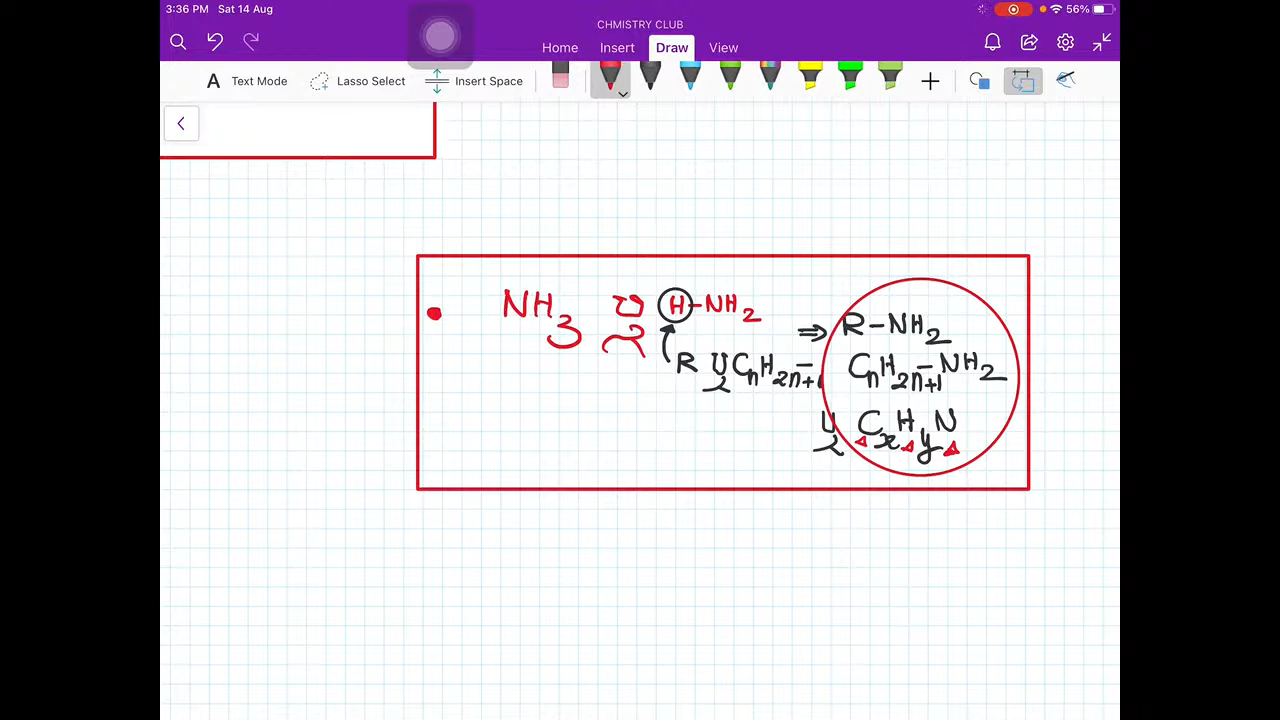 3:36 PM Sat 14 Aug
56%
CHMISTRY CLUB
Home Insert Draw View
A Text Mode Lasso Select Insert Space
NH3 H-NH2
⇒ R-NH2
R CnH2n+1 CnH2n+1-NH2
CxHyN